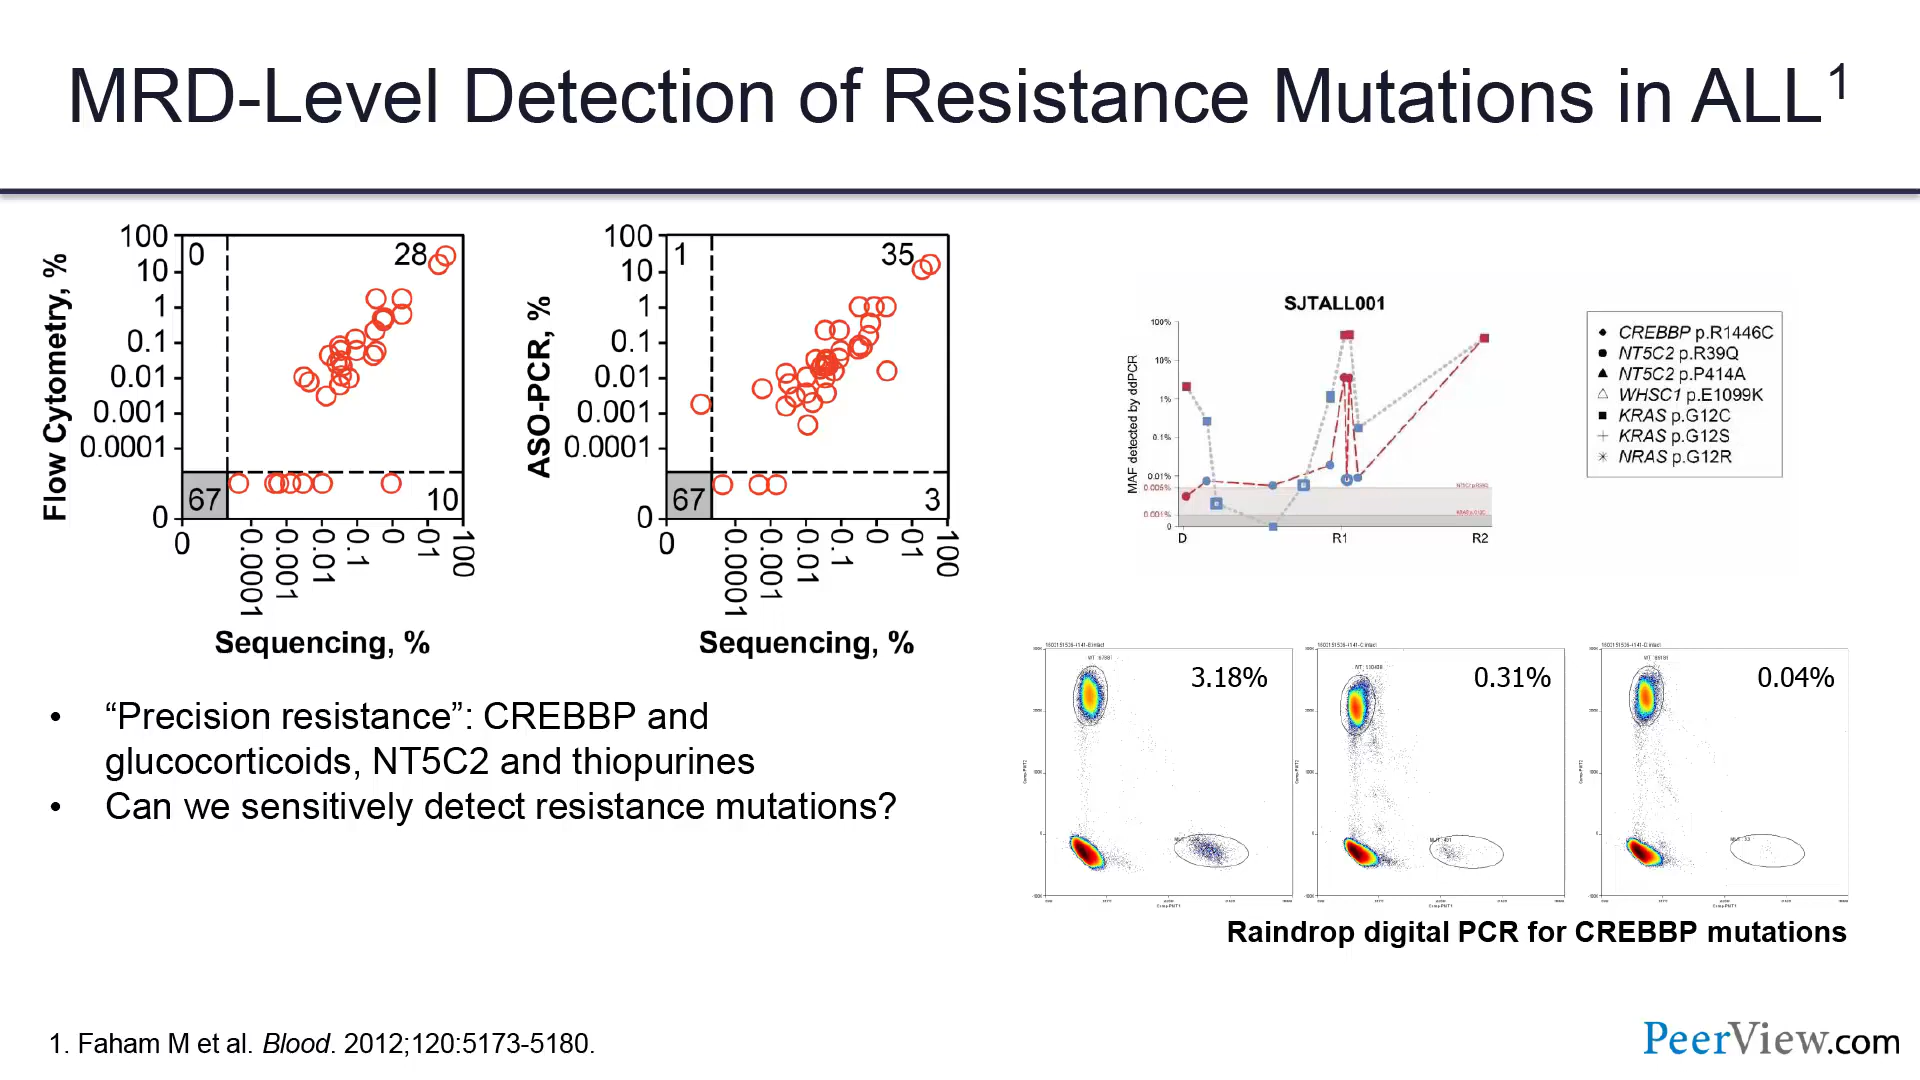 MRD-Level Detection of Resistance Mutations in ALL1
Flow Cytometry, %
100
10
1
0.1
0.01
0.001
0.0001
0
0
28
67
10
0
0.0001
0.001
0.01
0.1
0
01
100
Sequencing, %
ASO-PCR, %
100
10
1
0.1
0.01
0.001
0.0001
0
1
35
67
3
0
0.0001
0.001
0.01
0.1
0
01
100
Sequencing, %
SJTALL001
MAF detected by ddPCR
100%
10%
1%
0.1%
0.01%
0.005%
0.001%
0
D
R1
R2
CREBBP p.R1446C
NT5C2 p.R39Q
NT5C2 p.P414A
WHSC1 p.E1099K
KRAS p.G12C
KRAS p.G12S
NRAS p.G12R
3.18%
0.31%
0.04%
Raindrop digital PCR for CREBBP mutations
• “Precision resistance”: CREBBP and
glucocorticoids, NT5C2 and thiopurines
• Can we sensitively detect resistance mutations?
1. Faham M et al. Blood. 2012;120:5173-5180.
PeerView.com